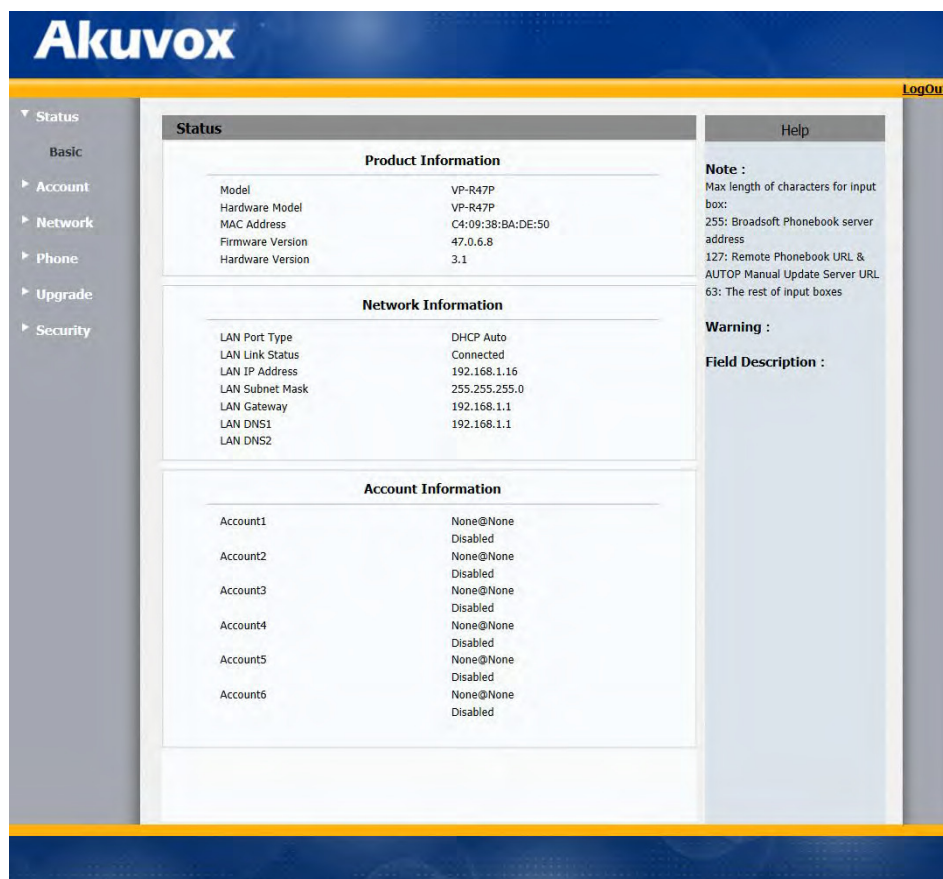 Akuvox
LogOu
Status
Basic
Account
Network
Phone
Upgrade
Security
Status
Product Information
Model VP-R47P
Hardware Model VP-R47P
MAC Address C4:09:38:BA:DE:50
Firmware Version 47.0.6.8
Hardware Version 3.1
Network Information
LAN Port Type DHCP Auto
LAN Link Status Connected
LAN IP Address 192.168.1.16
LAN Subnet Mask 255.255.255.0
LAN Gateway 192.168.1.1
LAN DNS1 192.168.1.1
LAN DNS2
Account Information
Account1 None@None
Disabled
Account2 None@None
Disabled
Account3 None@None
Disabled
Account4 None@None
Disabled
Account5 None@None
Disabled
Account6 None@None
Disabled
Help
Note :
Max length of characters for input
box:
255: Broadsoft Phonebook server
address
127: Remote Phonebook URL &
AUTOP Manual Update Server URL
63: The rest of input boxes
Warning :
Field Description :